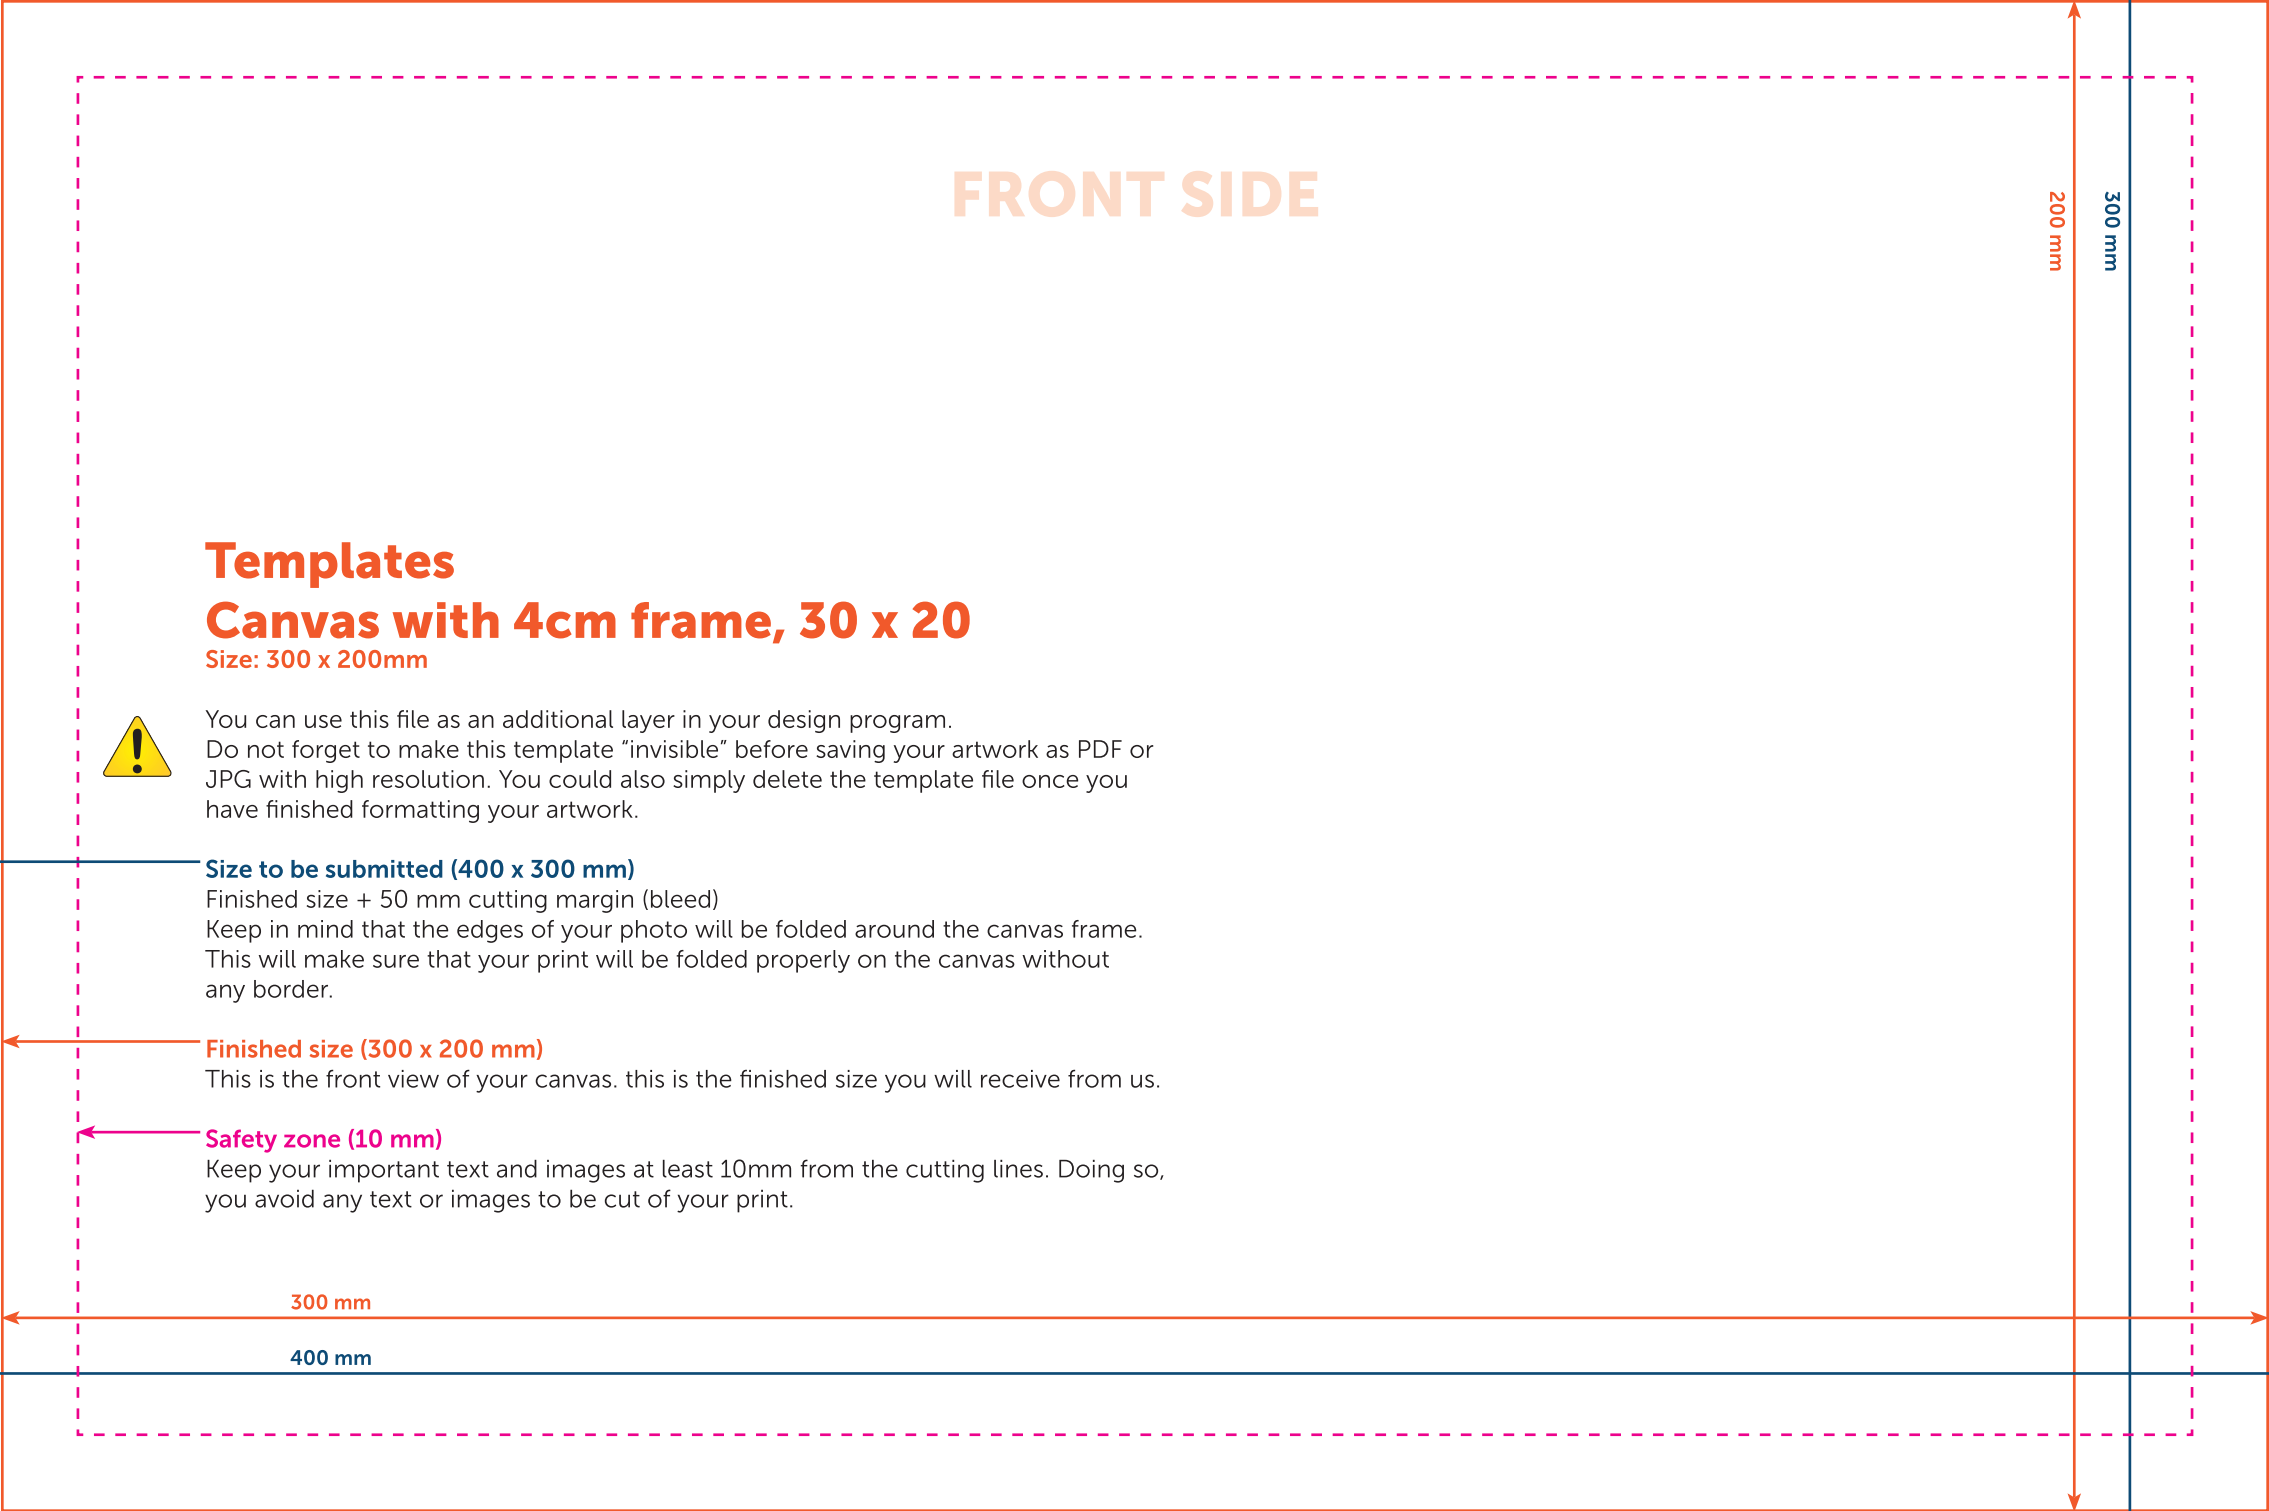 FRONT SIDE
200 mm
300 mm
Templates
Canvas with 4cm frame, 30 x 20
Size: 300 x 200mm
You can use this file as an additional layer in your design program.
Do not forget to make this template “invisible” before saving your artwork as PDF or
JPG with high resolution. You could also simply delete the template file once you
have finished formatting your artwork.
Size to be submitted (400 x 300 mm)
Finished size + 50 mm cutting margin (bleed)
Keep in mind that the edges of your photo will be folded around the canvas frame.
This will make sure that your print will be folded properly on the canvas without
any border.
Finished size (300 x 200 mm)
This is the front view of your canvas. this is the finished size you will receive from us.
Safety zone (10 mm)
Keep your important text and images at least 10mm from the cutting lines. Doing so,
you avoid any text or images to be cut of your print.
300 mm
400 mm